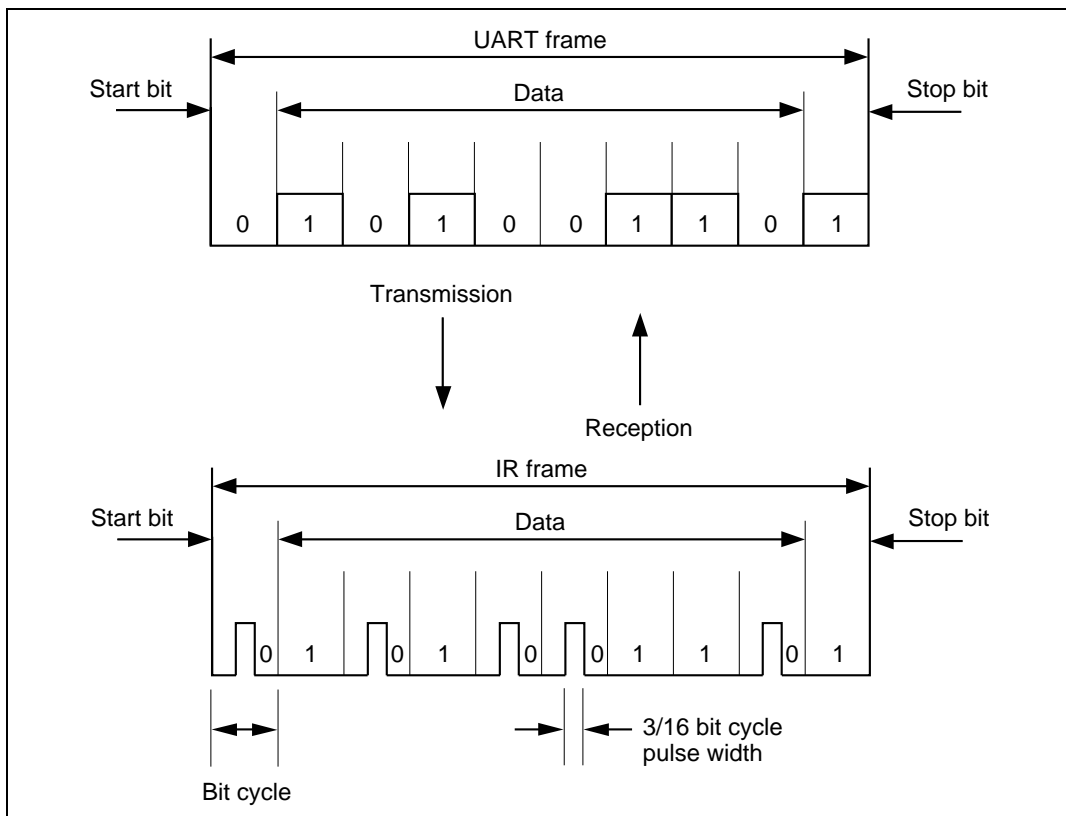 UART frame
Start bit
Data
Stop bit
0 1 0 1 0 0 1 1 0 1
Transmission
Reception
IR frame
Start bit
Data
Stop bit
0 1 0 1 0 0 1 1 0 1
3/16 bit cycle
pulse width
Bit cycle